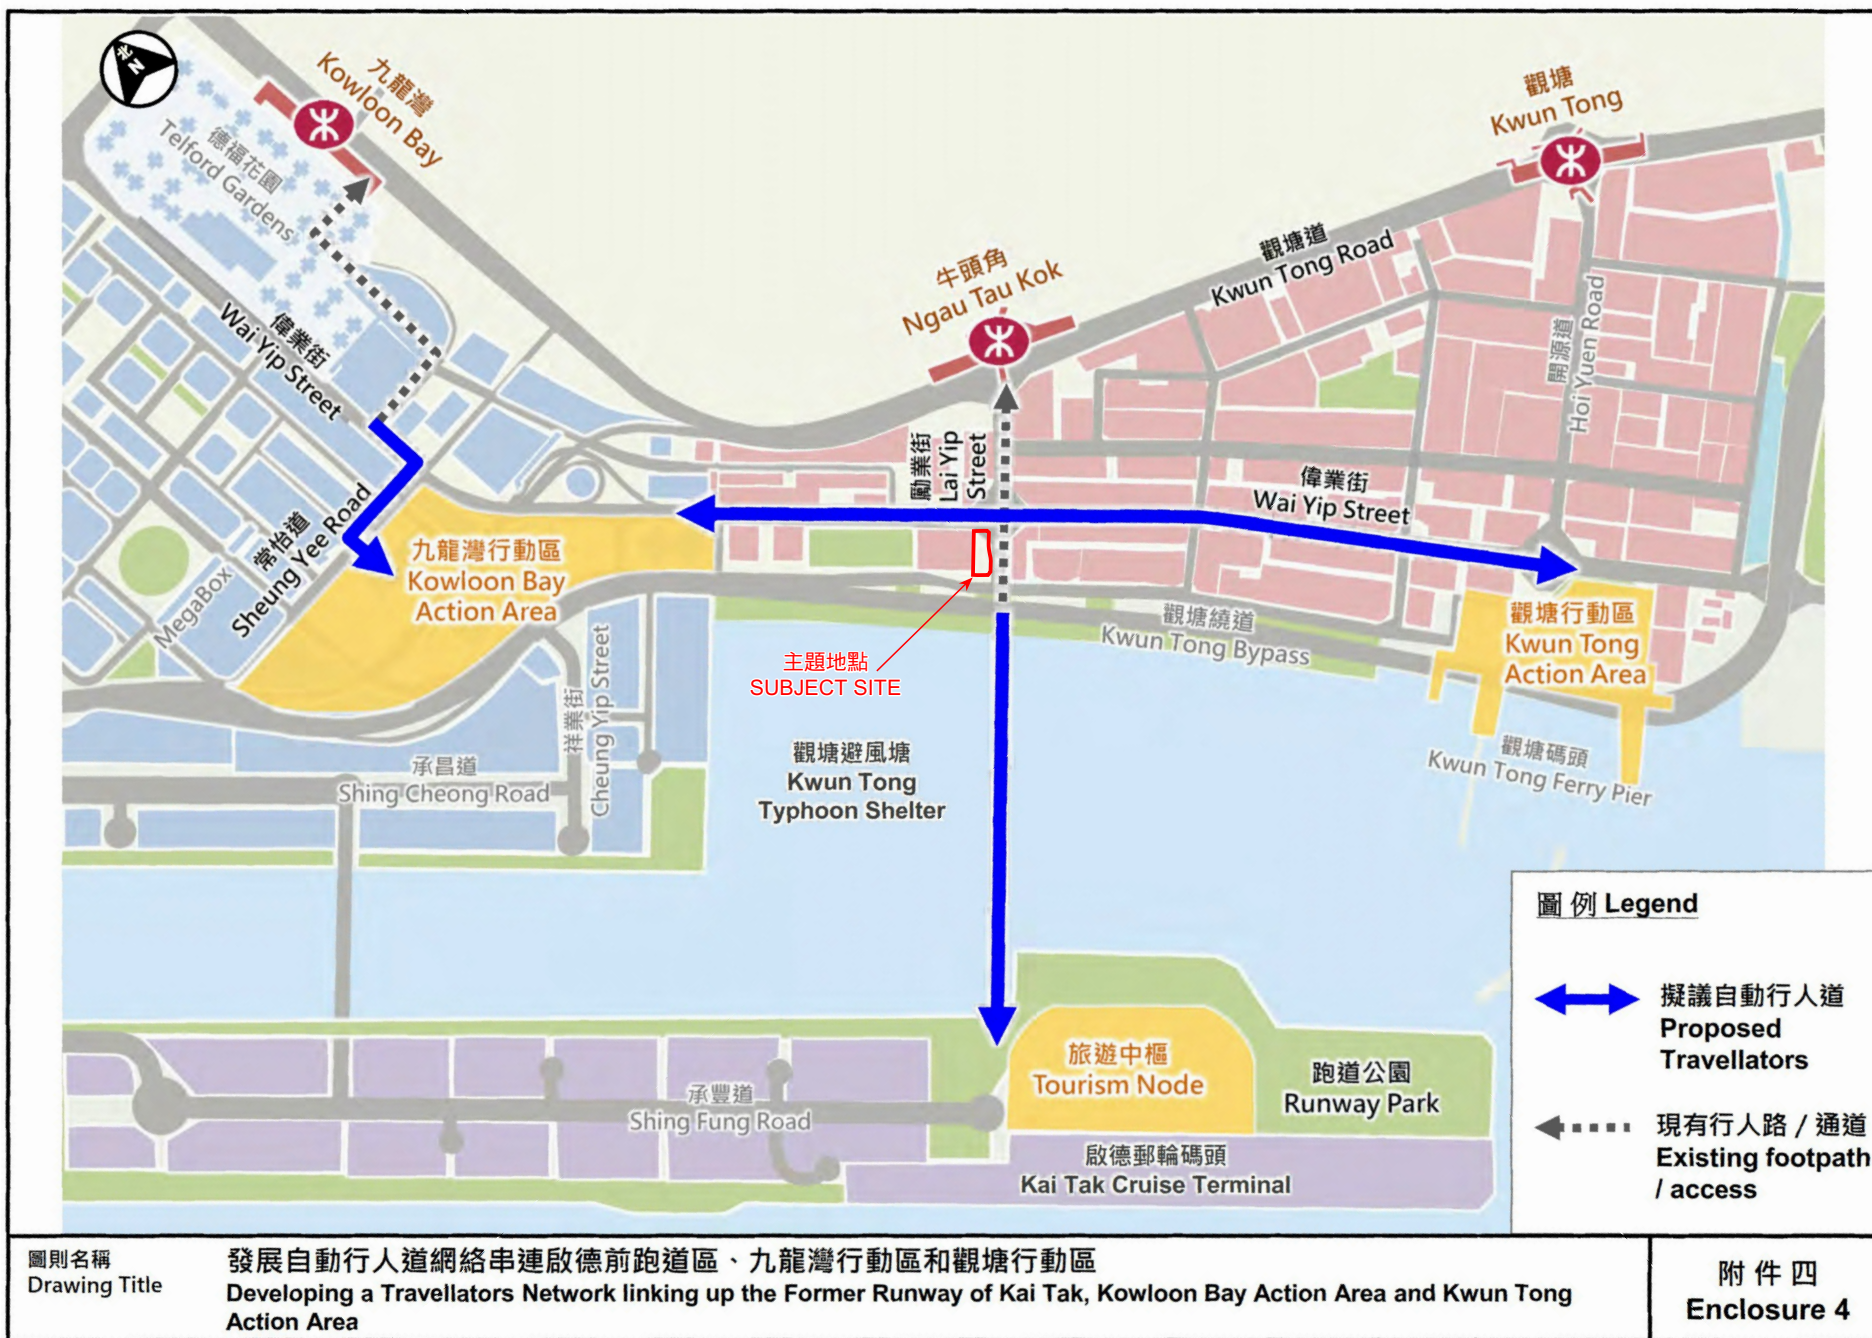 北
N
九龍灣
Kowloon Bay
德福花園
Telford Gardens
觀塘
Kwun Tong
牛頭角
Ngau Tau Kok
觀塘道
Kwun Tong Road
偉業街
Wai Yip Street
開源道
Hoi Yuen Road
勵業街
Lai Yip
Street
偉業街
Wai Yip Street
常怡道
Sheung Yee Road
MegaBox
九龍灣行動區
Kowloon Bay
Action Area
觀塘繞道
Kwun Tong Bypass
觀塘行動區
Kwun Tong
Action Area
主題地點
SUBJECT SITE
祥業街
Cheung Yip Street
承昌道
Shing Cheong Road
觀塘避風塘
Kwun Tong
Typhoon Shelter
觀塘碼頭
Kwun Tong Ferry Pier
旅遊中樞
Tourism Node
跑道公園
Runway Park
承豐道
Shing Fung Road
啟德郵輪碼頭
Kai Tak Cruise Terminal
圖例 Legend
擬議自動行人道
Proposed
Travellators
現有行人路 / 通道
Existing footpath
/ access
圖則名稱
Drawing Title
發展自動行人道網絡串連啟德前跑道區、九龍灣行動區和觀塘行動區
Developing a Travellators Network linking up the Former Runway of Kai Tak, Kowloon Bay Action Area and Kwun Tong
Action Area
附件四
Enclosure 4